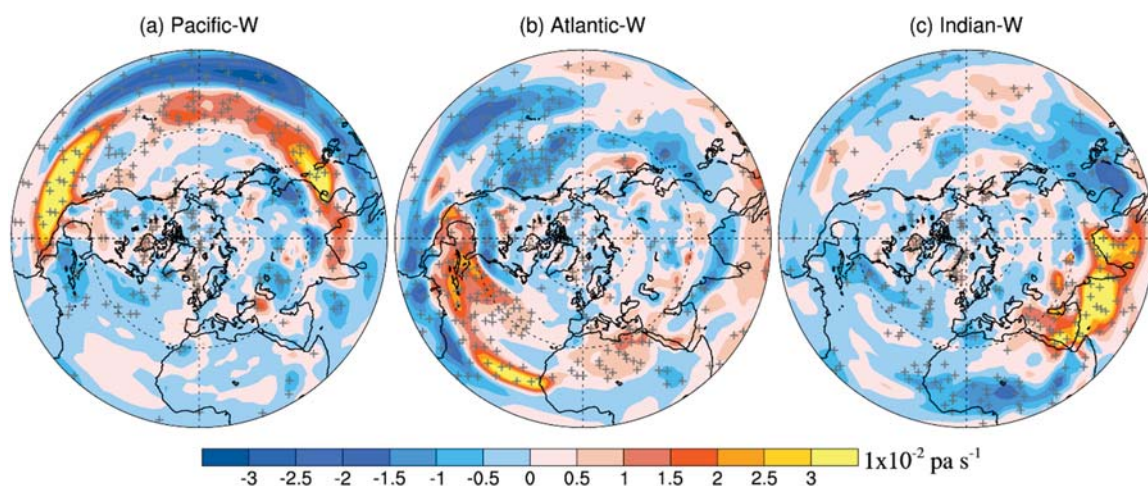 (a) Pacific-W (b) Atlantic-W (c) Indian-W
-3 -2.5 -2 -1.5 -1 -0.5 0 0.5 1 1.5 2 2.5 3 1x10⁻² pa s⁻¹